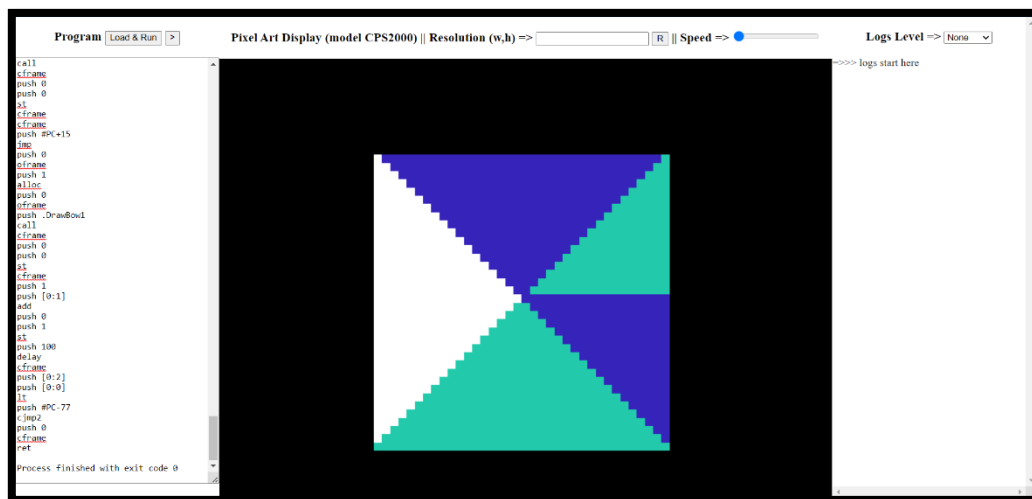 Program Load & Run > Pixel Art Display (model CPS2000) || Resolution (w,h) => R || Speed => Logs Level => None
call
cframe
push 0
push 0
st
cframe
cframe
push #PC+15
jmp
push 0
oframe
push 1
alloc
push 0
oframe
push .DrawBow1
call
cframe
push 0
push 0
st
cframe
push 1
push [0:1]
add
push 0
push 1
st
push 100
delay
cframe
push [0:2]
push [0:0]
lt
push #PC-77
cjmp2
push 0
cframe
ret
Process finished with exit code 0
=>>> logs start here